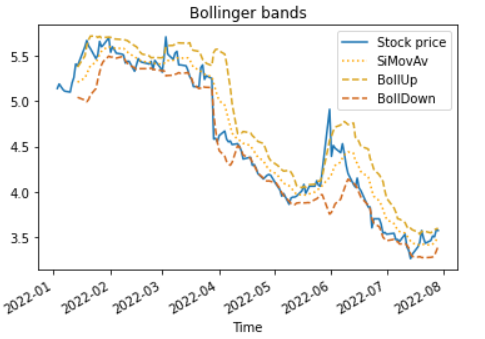 Bollinger bands
Stock price
SiMovAv
BollUp
BollDown
5.5
5.0
4.5
4.0
3.5
2022-01
2022-02
2022-03
2022-04
2022-05
2022-06
2022-07
2022-08
Time